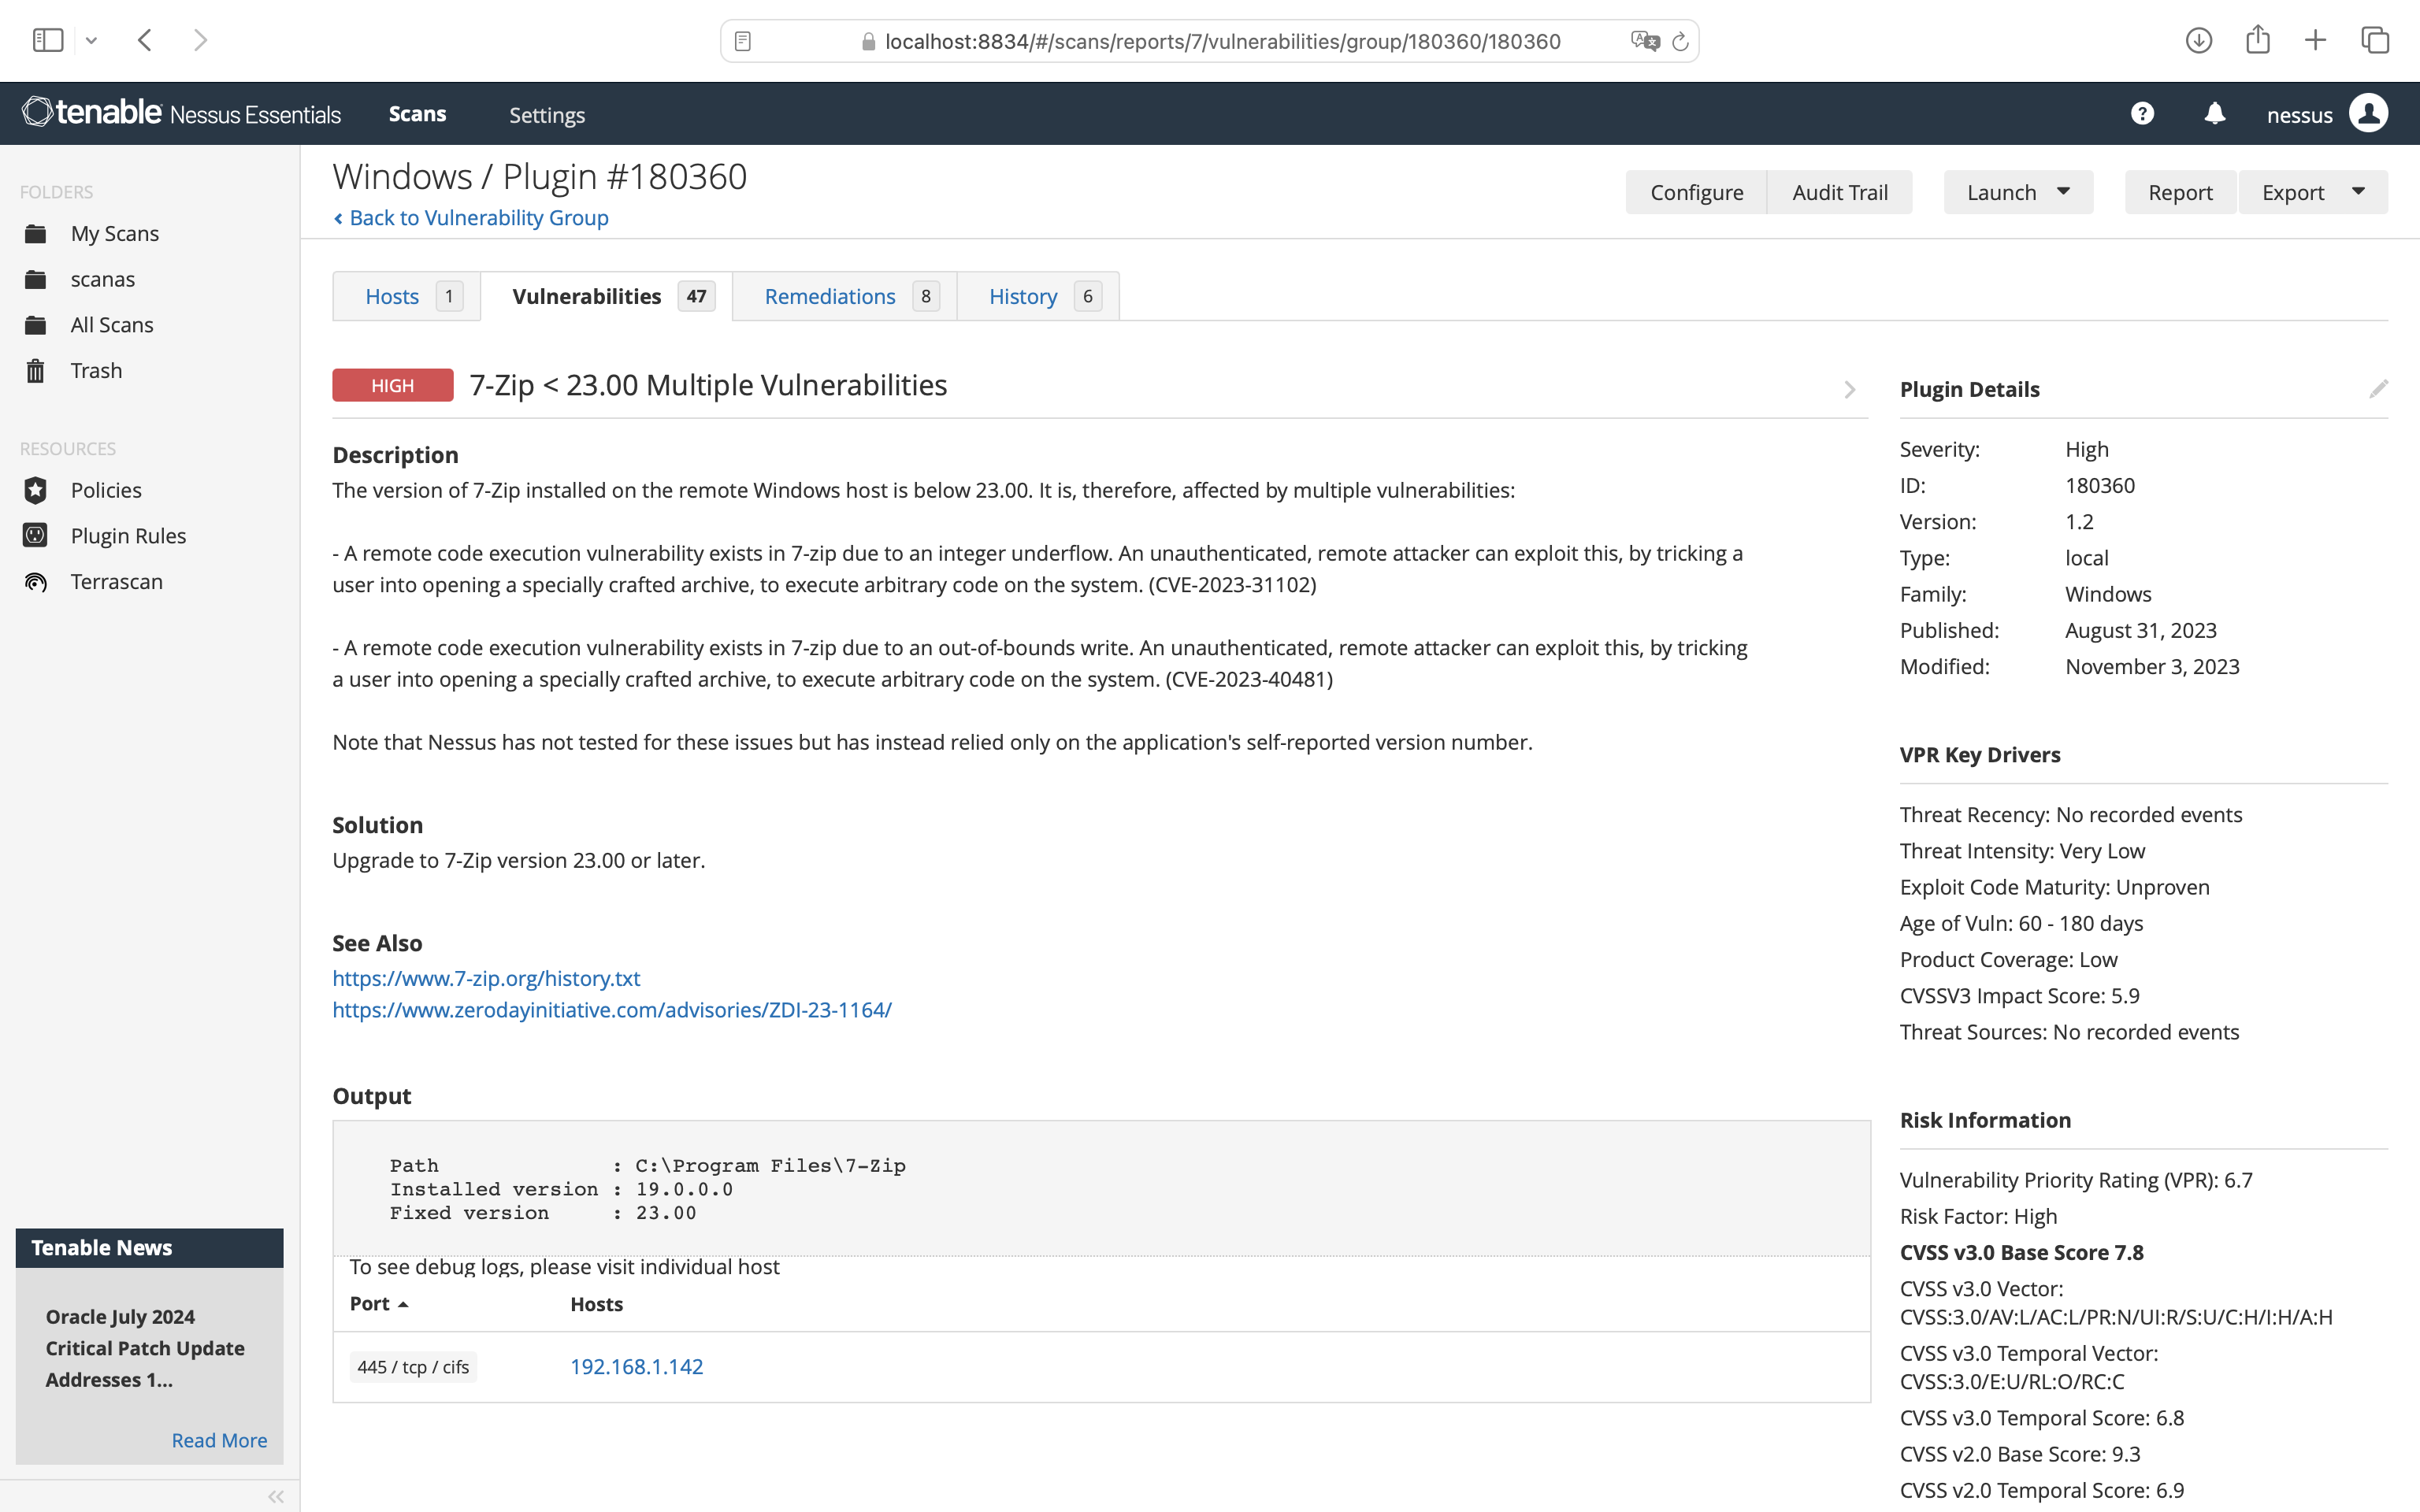 localhost:8834/#/scans/reports/7/vulnerabilities/group/180360/180360
tenable Nessus Essentials
Scans
Settings
?
nessus
FOLDERS
My Scans
scanas
All Scans
Trash
RESOURCES
Policies
Plugin Rules
Terrascan
Tenable News
Oracle July 2024
Critical Patch Update
Addresses 1...
Read More
Windows / Plugin #180360
‹ Back to Vulnerability Group
Configure
Audit Trail
Launch
Report
Export
Hosts 1
Vulnerabilities 47
Remediations 8
History 6
HIGH 7-Zip < 23.00 Multiple Vulnerabilities
Description
The version of 7-Zip installed on the remote Windows host is below 23.00. It is, therefore, affected by multiple vulnerabilities:
- A remote code execution vulnerability exists in 7-zip due to an integer underflow. An unauthenticated, remote attacker can exploit this, by tricking a
user into opening a specially crafted archive, to execute arbitrary code on the system. (CVE-2023-31102)
- A remote code execution vulnerability exists in 7-zip due to an out-of-bounds write. An unauthenticated, remote attacker can exploit this, by tricking
a user into opening a specially crafted archive, to execute arbitrary code on the system. (CVE-2023-40481)
Note that Nessus has not tested for these issues but has instead relied only on the application's self-reported version number.
Solution
Upgrade to 7-Zip version 23.00 or later.
See Also
https://www.7-zip.org/history.txt
https://www.zerodayinitiative.com/advisories/ZDI-23-1164/
Output
Path : C:\Program Files\7-Zip
Installed version : 19.0.0.0
Fixed version : 23.00
To see debug logs, please visit individual host
Port Hosts
445 / tcp / cifs 192.168.1.142
Plugin Details
Severity: High
ID: 180360
Version: 1.2
Type: local
Family: Windows
Published: August 31, 2023
Modified: November 3, 2023
VPR Key Drivers
Threat Recency: No recorded events
Threat Intensity: Very Low
Exploit Code Maturity: Unproven
Age of Vuln: 60 - 180 days
Product Coverage: Low
CVSSV3 Impact Score: 5.9
Threat Sources: No recorded events
Risk Information
Vulnerability Priority Rating (VPR): 6.7
Risk Factor: High
CVSS v3.0 Base Score 7.8
CVSS v3.0 Vector:
CVSS:3.0/AV:L/AC:L/PR:N/UI:R/S:U/C:H/I:H/A:H
CVSS v3.0 Temporal Vector:
CVSS:3.0/E:U/RL:O/RC:C
CVSS v3.0 Temporal Score: 6.8
CVSS v2.0 Base Score: 9.3
CVSS v2.0 Temporal Score: 6.9